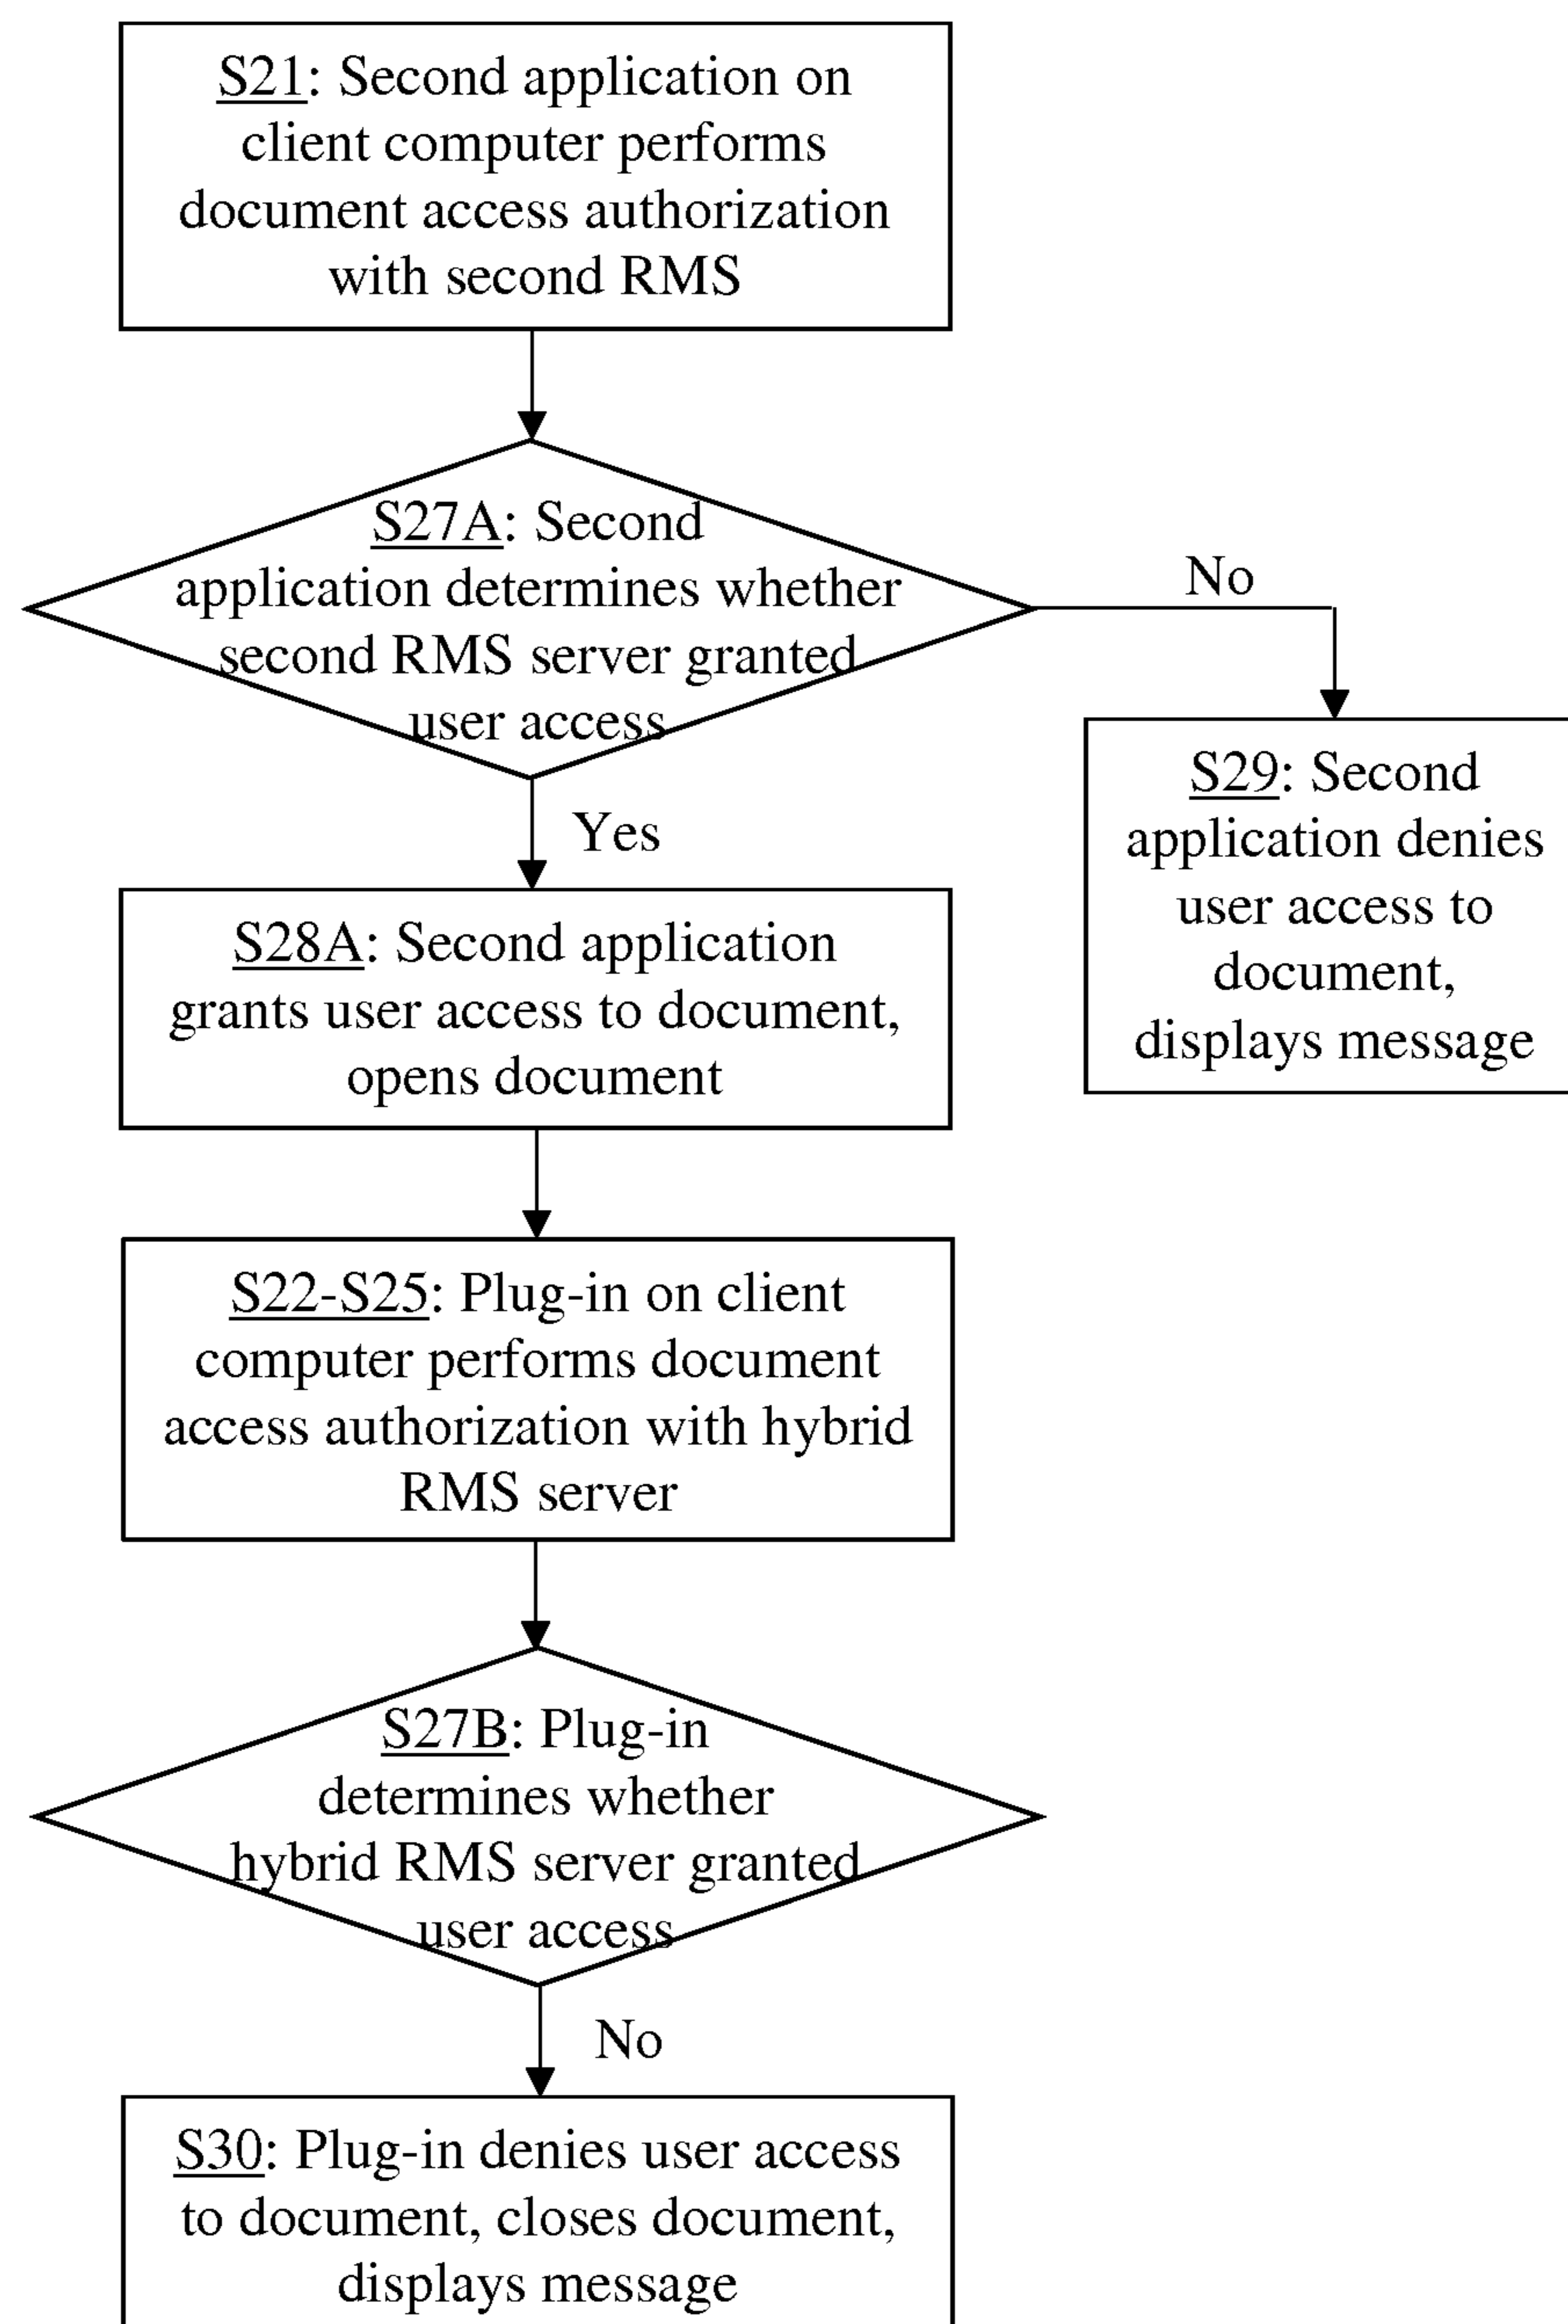 S21: Second application on
client computer performs
document access authorization
with second RMS
S27A: Second
application determines whether
second RMS server granted
user access
No
Yes
S29: Second
application denies
user access to
document,
displays message
S28A: Second application
grants user access to document,
opens document
S22-S25: Plug-in on client
computer performs document
access authorization with hybrid
RMS server
S27B: Plug-in
determines whether
hybrid RMS server granted
user access
No
S30: Plug-in denies user access
to document, closes document,
displays message